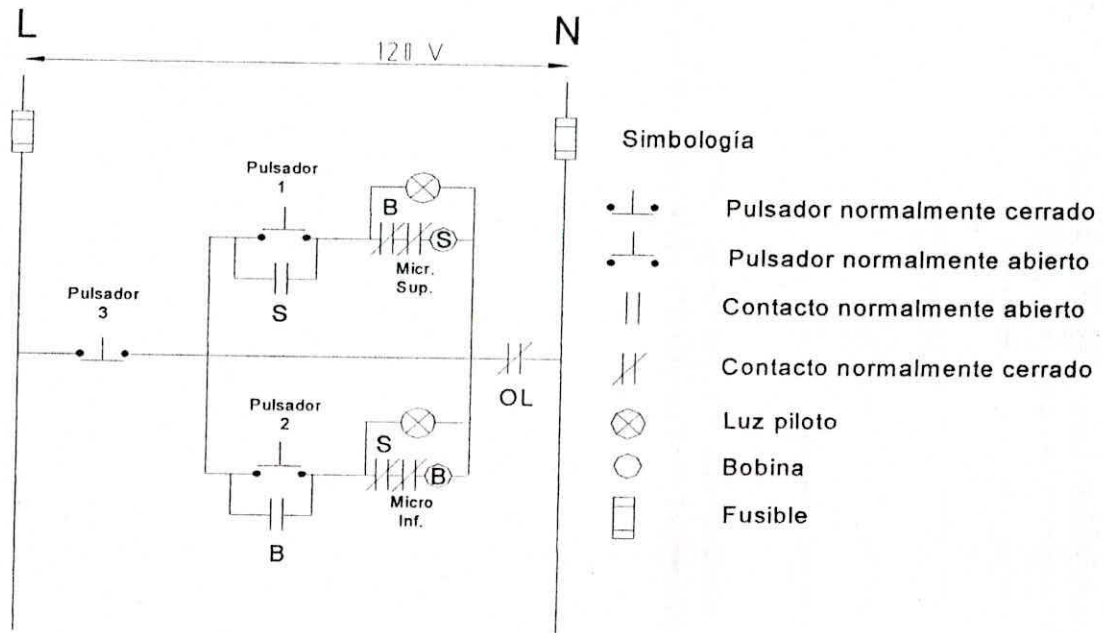 L
N
120 V
Simbología
Pulsador
1
B
S
Micr.
Sup.
S
Pulsador
3
OL
Pulsador
2
S
B
Micro
Inf.
B
Pulsador normalmente cerrado
Pulsador normalmente abierto
Contacto normalmente abierto
Contacto normalmente cerrado
Luz piloto
Bobina
Fusible